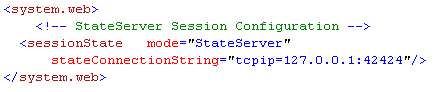 <system.web>
<!-- StateServer Session Configuration -->
<sessionState mode="StateServer"
stateConnectionString="tcpip=127.0.0.1:42424"/>
</system.web>